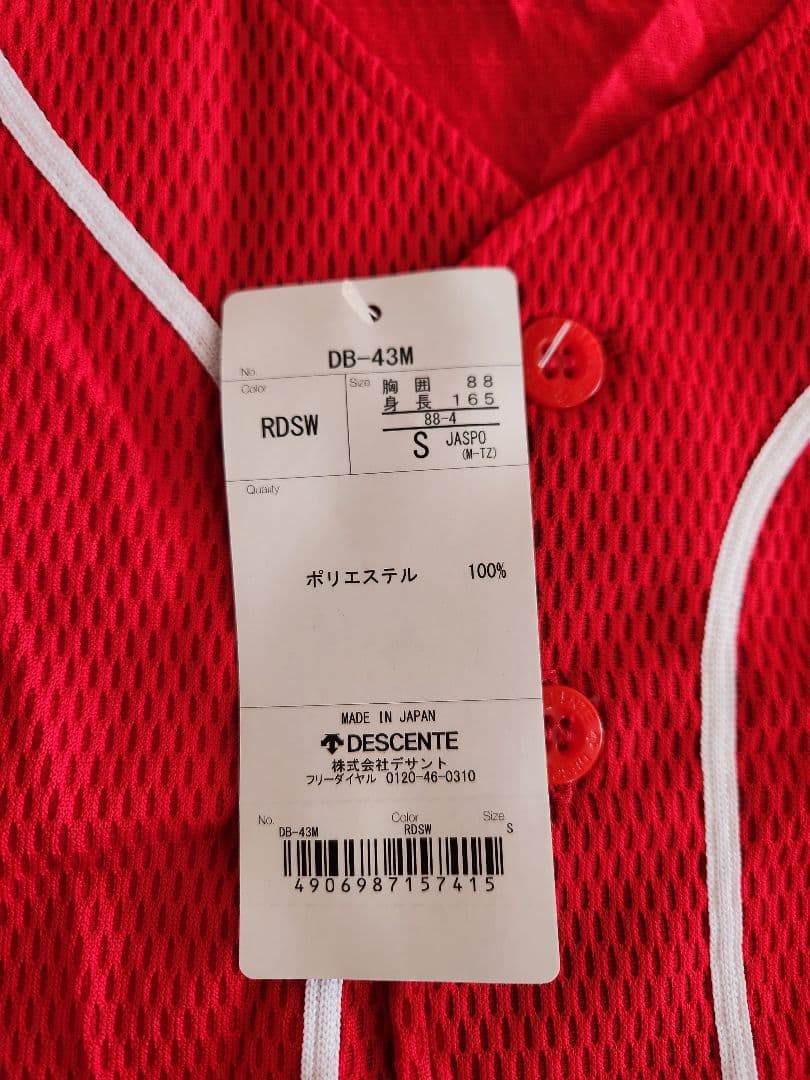 No. DB-43M
Color RDSW
Size 胸囲 88
身長 165
88-4
S JASPO
(M-TZ)
Quality
ポリエステル 100%
MADE IN JAPAN
DESCENTE
株式会社デサント
フリーダイヤル 0120-46-0310
No. Color Size
DB-43M RDSW S
4906987157415